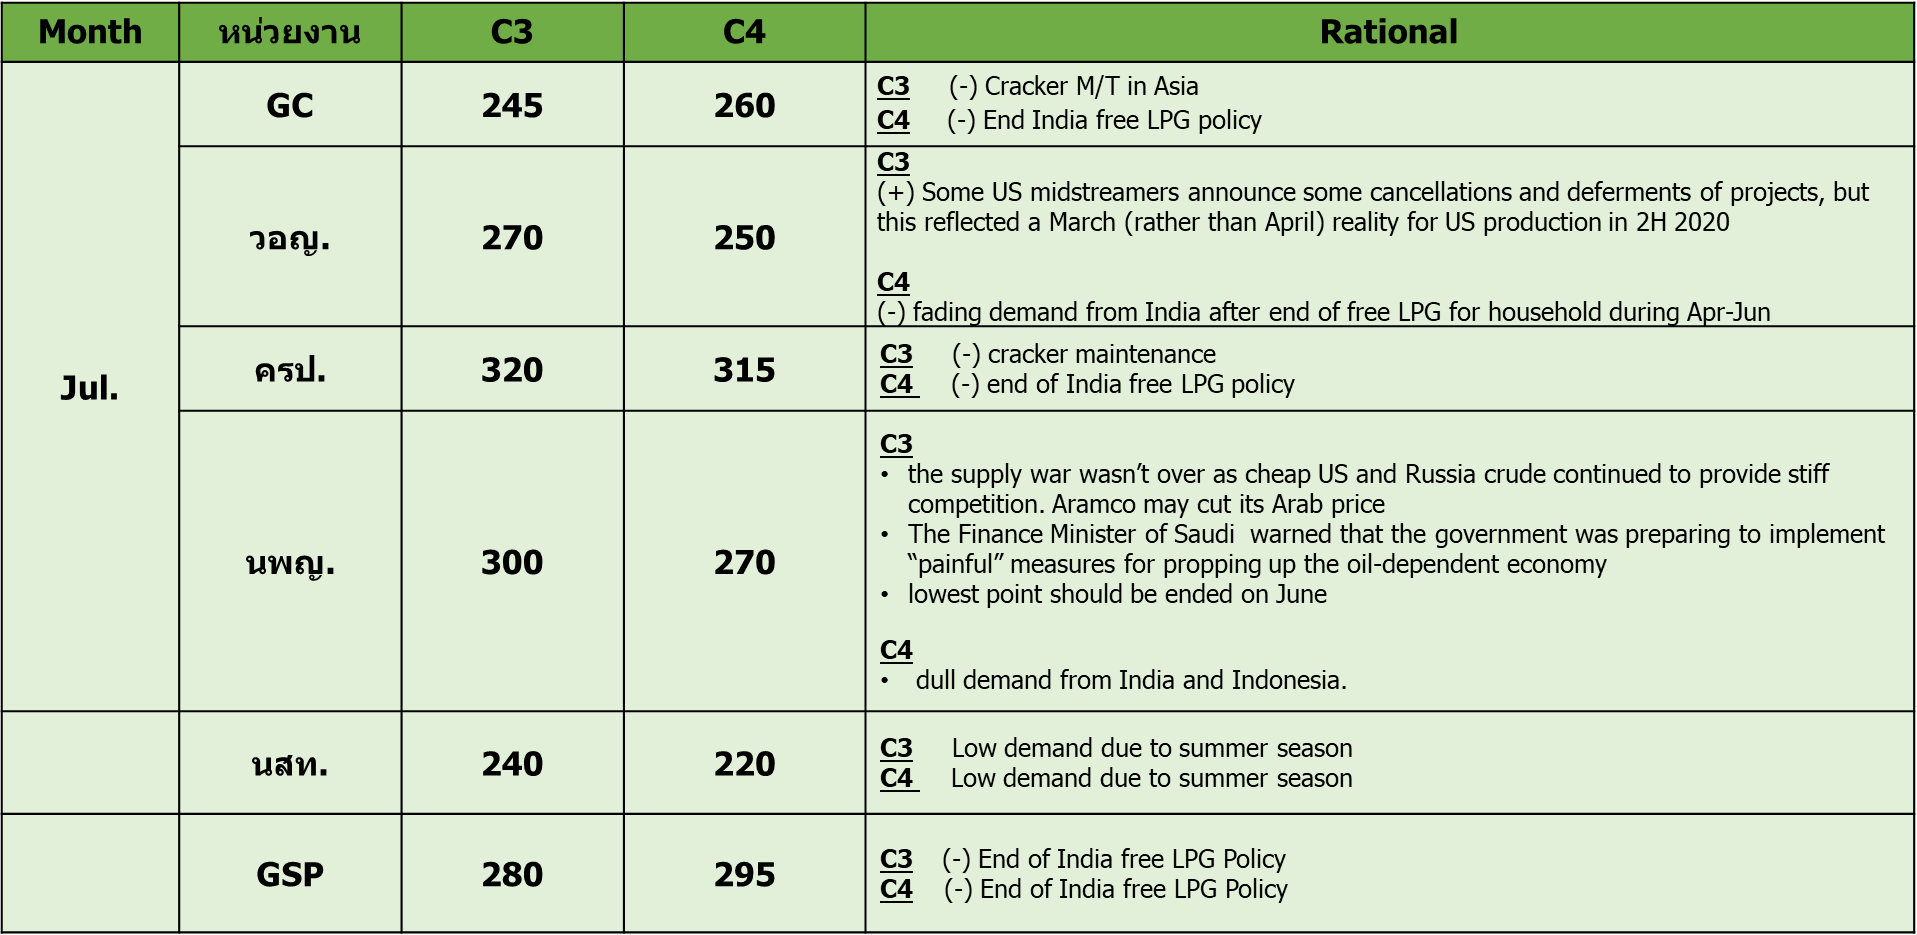 Month หน่วยงาน C3 C4 Rational
Jul.
GC 245 260
C3 (-) Cracker M/T in Asia
C4 (-) End India free LPG policy
วอญ. 270 250
C3
(+) Some US midstreamers announce some cancellations and deferments of projects, but
this reflected a March (rather than April) reality for US production in 2H 2020
C4
(-) fading demand from India after end of free LPG for household during Apr-Jun
ครป. 320 315
C3 (-) cracker maintenance
C4 (-) end of India free LPG policy
นพญ. 300 270
C3
• the supply war wasn’t over as cheap US and Russia crude continued to provide stiff
competition. Aramco may cut its Arab price
• The Finance Minister of Saudi warned that the government was preparing to implement
“painful” measures for propping up the oil-dependent economy
• lowest point should be ended on June
C4
• dull demand from India and Indonesia.
นสท. 240 220
C3 Low demand due to summer season
C4 Low demand due to summer season
GSP 280 295
C3 (-) End of India free LPG Policy
C4 (-) End of India free LPG Policy